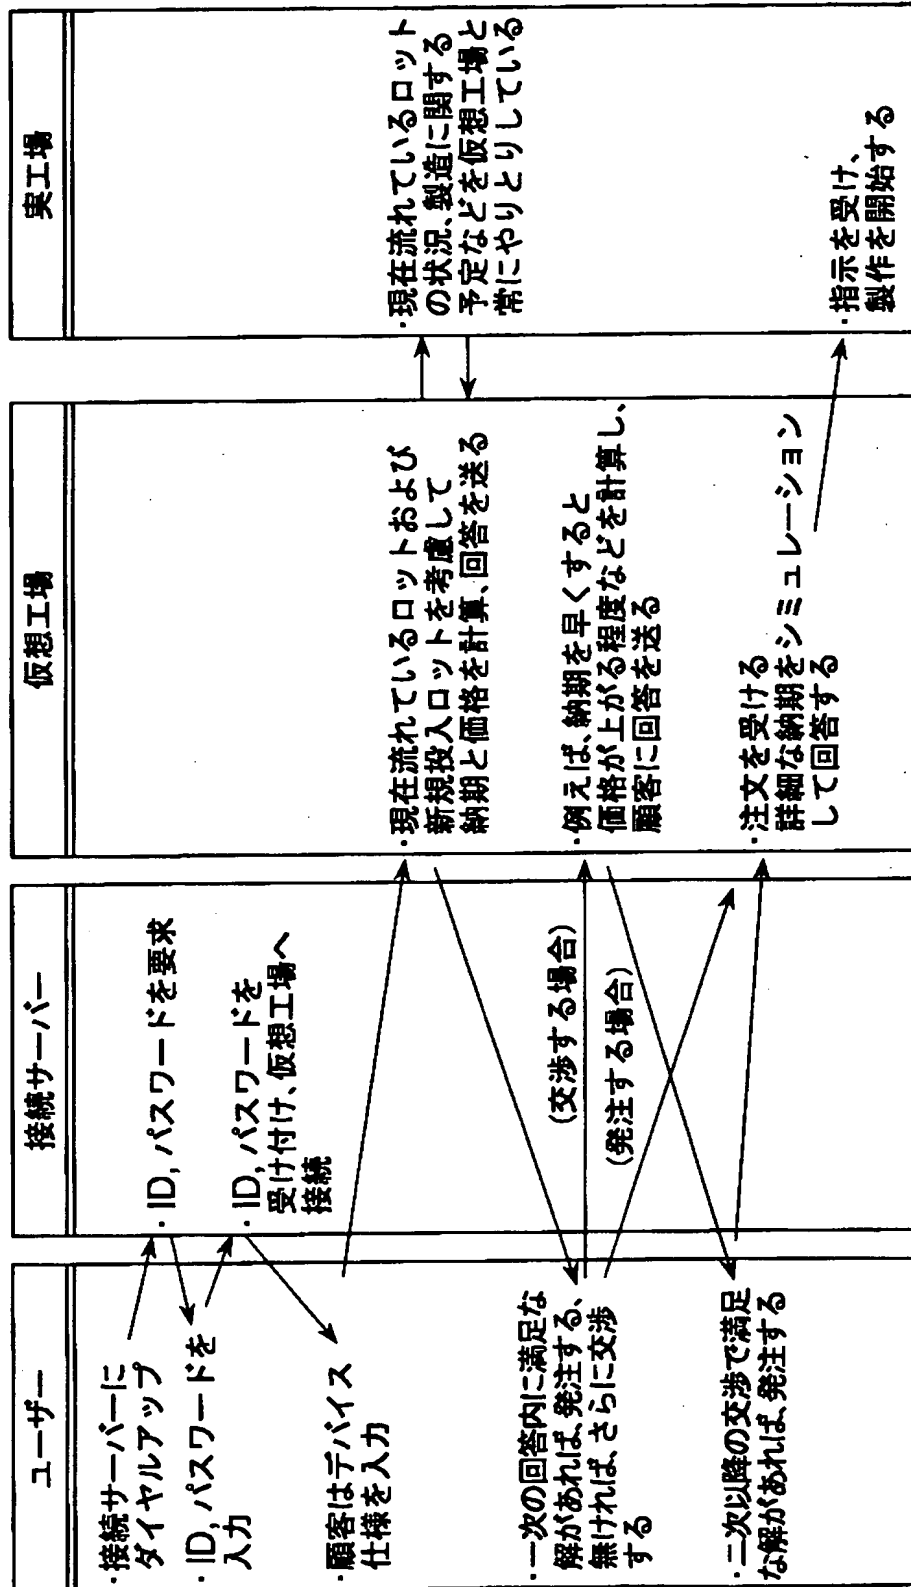 ユーザー
・接続サーバーに
ダイヤルアップ
・ID, パスワードを
入力
・顧客はデバイス
仕様を入力
・一次の回答内に満足な
解があれば、発注する、
無ければ、さらに交渉
する
・二次以降の交渉で満足
な解があれば、発注する
接続サーバー
・ID, パスワードを要求
・ID, パスワードを
受け付け、仮想工場へ
接続
(交渉する場合)
(発注する場合)
仮想工場
・現在流れているロットおよび
新規投入ロットを考慮して
納期と価格を計算、回答を送る
・例えば、納期を早くすると
価格が上がる程度などを計算し、
顧客に回答を送る
・注文を受ける
詳細な納期をシミュレーション
して回答する
実工場
・現在流れているロット
の状況、製造に関する
予定などを仮想工場と
常にやりとりしている
・指示を受け、
製作を開始する